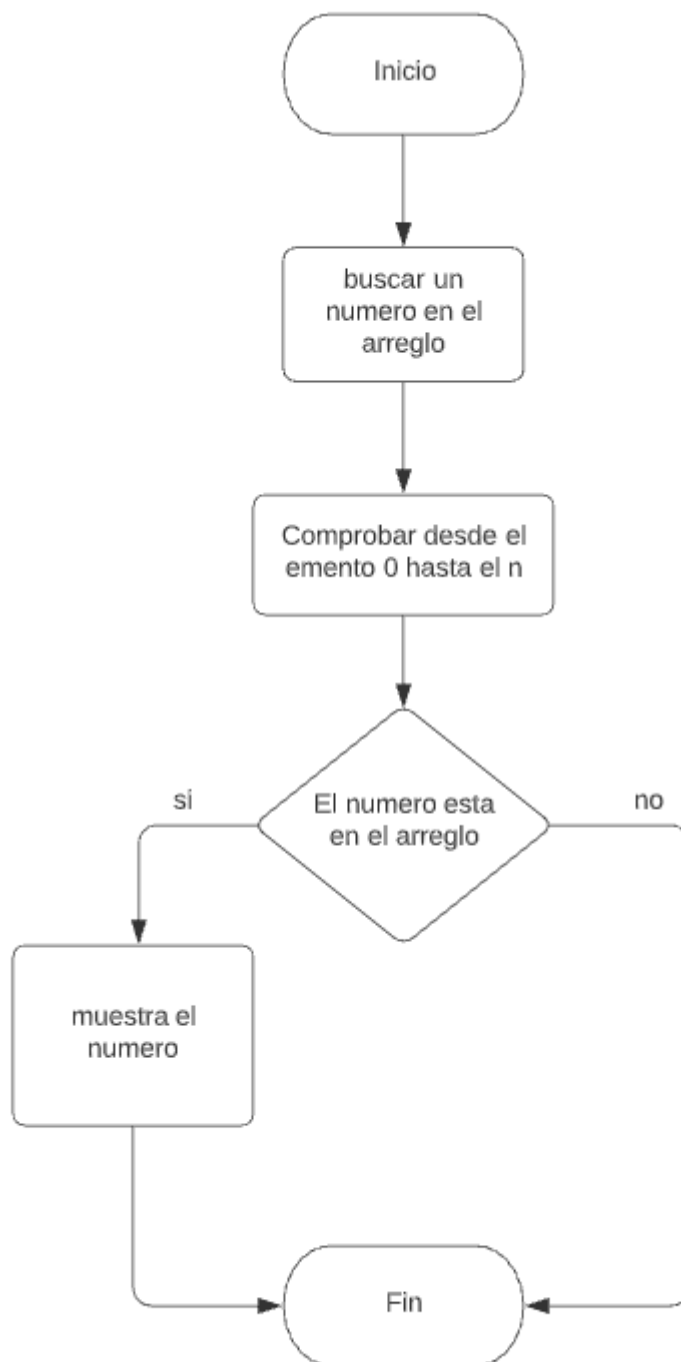 Inicio
buscar un
numero en el
arreglo
Comprobar desde el
emento 0 hasta el n
El numero esta
en el arreglo
si
no
muestra el
numero
Fin